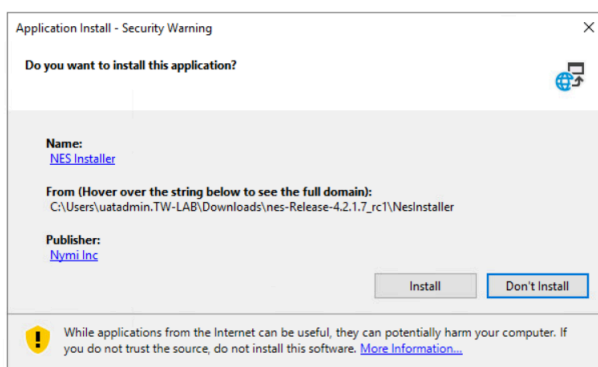 Application Install - Security Warning
Do you want to install this application?
Name:
NES Installer
From (Hover over the string below to see the full domain):
C:\Users\uatadmin.TW-LAB\Downloads\nes-Release-4.2.1.7_rc1\NesInstaller
Publisher:
Nymi Inc
Install
Don't Install
While applications from the Internet can be useful, they can potentially harm your computer. If
you do not trust the source, do not install this software. More Information...